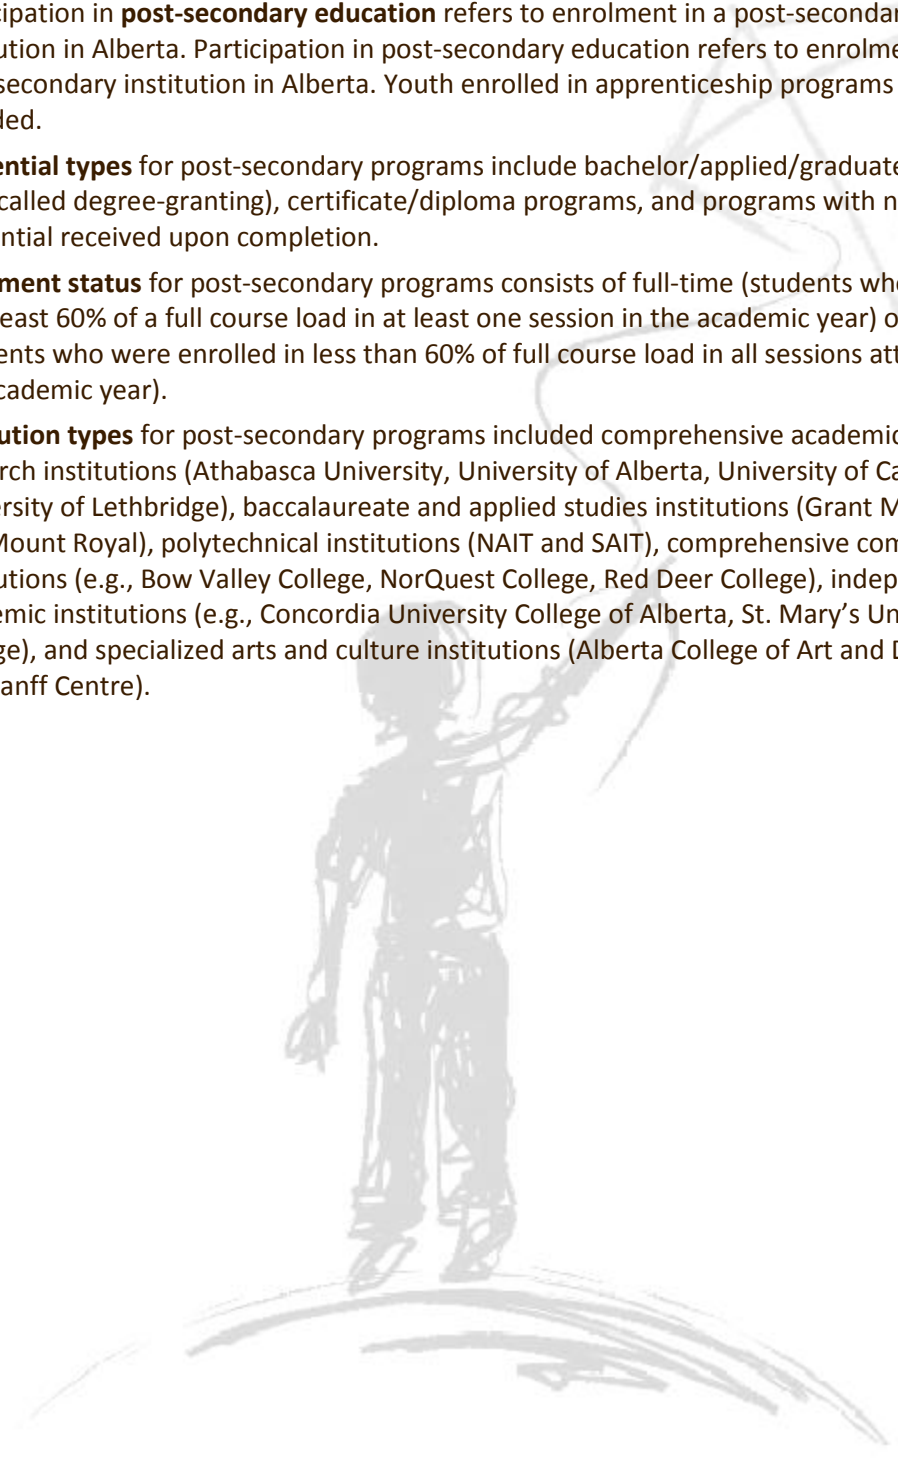 cipation in post-secondary education refers to enrolment in a post-secondar
ution in Alberta. Participation in post-secondary education refers to enrolme
secondary institution in Alberta. Youth enrolled in apprenticeship programs
ded.
ential types for post-secondary programs include bachelor/applied/graduate
called degree-granting), certificate/diploma programs, and programs with n
ntial received upon completion.
ment status for post-secondary programs consists of full-time (students who
east 60% of a full course load in at least one session in the academic year) o
ents who were enrolled in less than 60% of full course load in all sessions att
cademic year).
ution types for post-secondary programs included comprehensive academic
rch institutions (Athabasca University, University of Alberta, University of Ca
ersity of Lethbridge), baccalaureate and applied studies institutions (Grant M
Mount Royal), polytechnical institutions (NAIT and SAIT), comprehensive com
utions (e.g., Bow Valley College, NorQuest College, Red Deer College), indep
emic institutions (e.g., Concordia University College of Alberta, St. Mary's Un
ge), and specialized arts and culture institutions (Alberta College of Art and D
anff Centre).